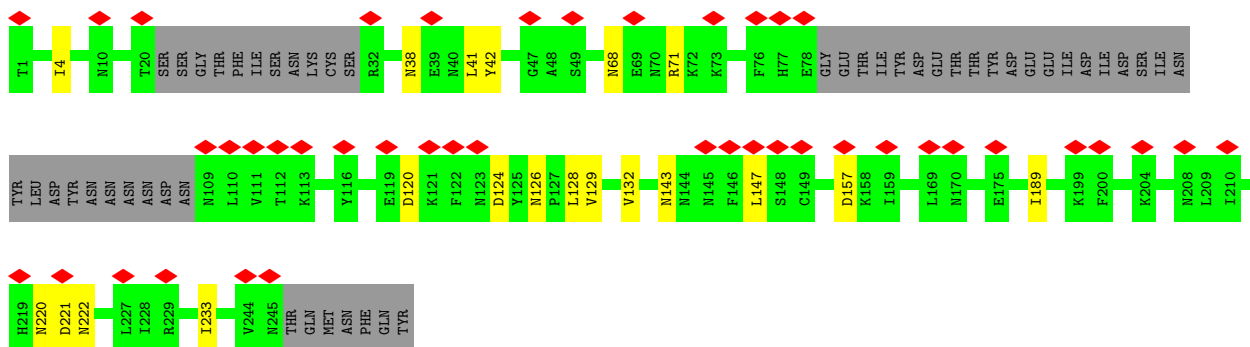 T1 I4 N10 T20 SER SER GLY THR PHE ILE SER ASN LYS CYS SER R32 N38 E39 N40 L41 Y42 G47 A48 S49 N68 E69 N70 R71 K72 K73 F76 H77 E78 GLY GLU THR ILE TYR ASP GLU THR THR TYR ASP GLU GLU ILE ASP ILE ASP SER ILE ASN
TYR LEU ASP TYR ASN ASN ASN ASN ASP ASN N109 L110 V111 T112 K113 Y116 E119 D120 K121 F122 N123 D124 Y125 N126 P127 L128 V129 V132 N143 N144 N145 F146 L147 S148 C149 D157 K158 I159 L169 N170 E175 I189 K199 F200 K204 N208 L209 I210
H219 N220 D221 N222 L227 I228 R229 I233 V244 N245 THR GLN MET ASN PHE GLN TYR